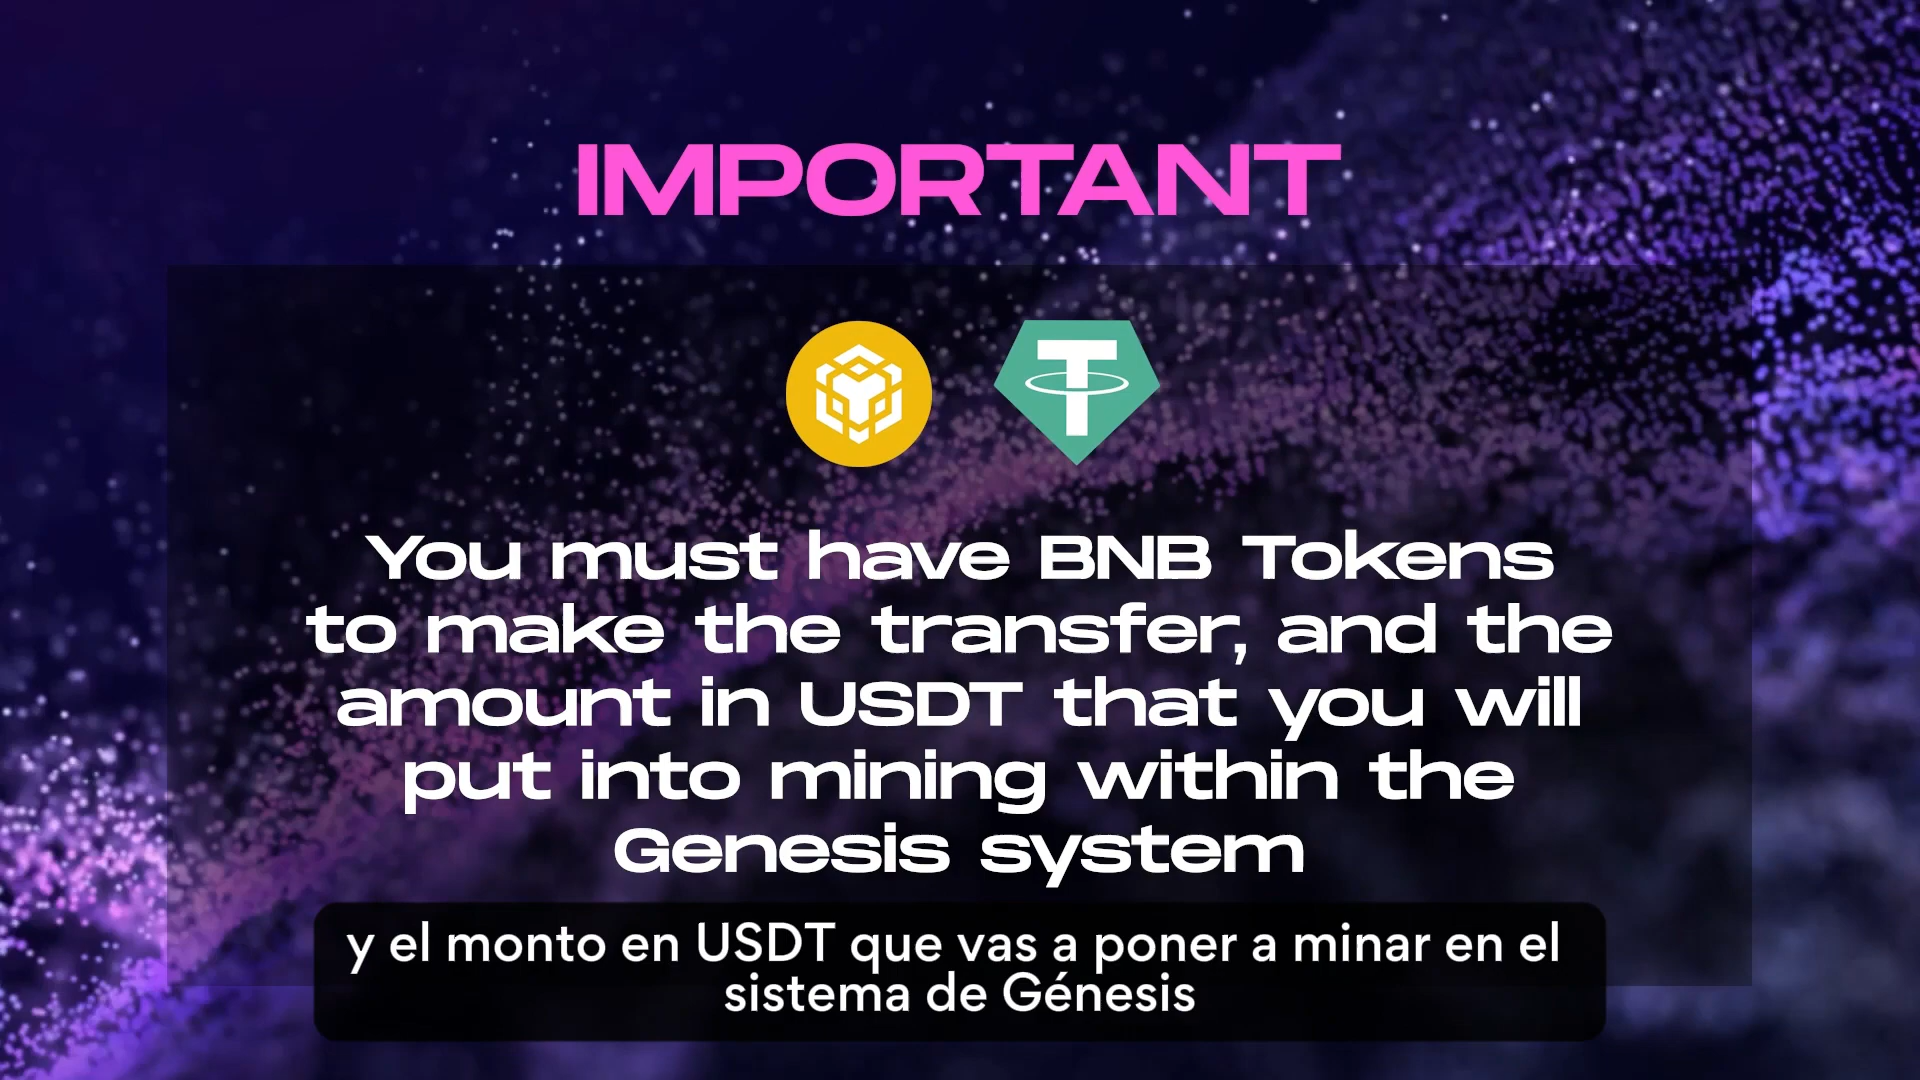 IMPORTANT
You must have BNB Tokens
to make the transfer, and the
amount in USDT that you will
put into mining within the
Genesis system
y el monto en USDT que vas a poner a minar en el
sistema de Génesis